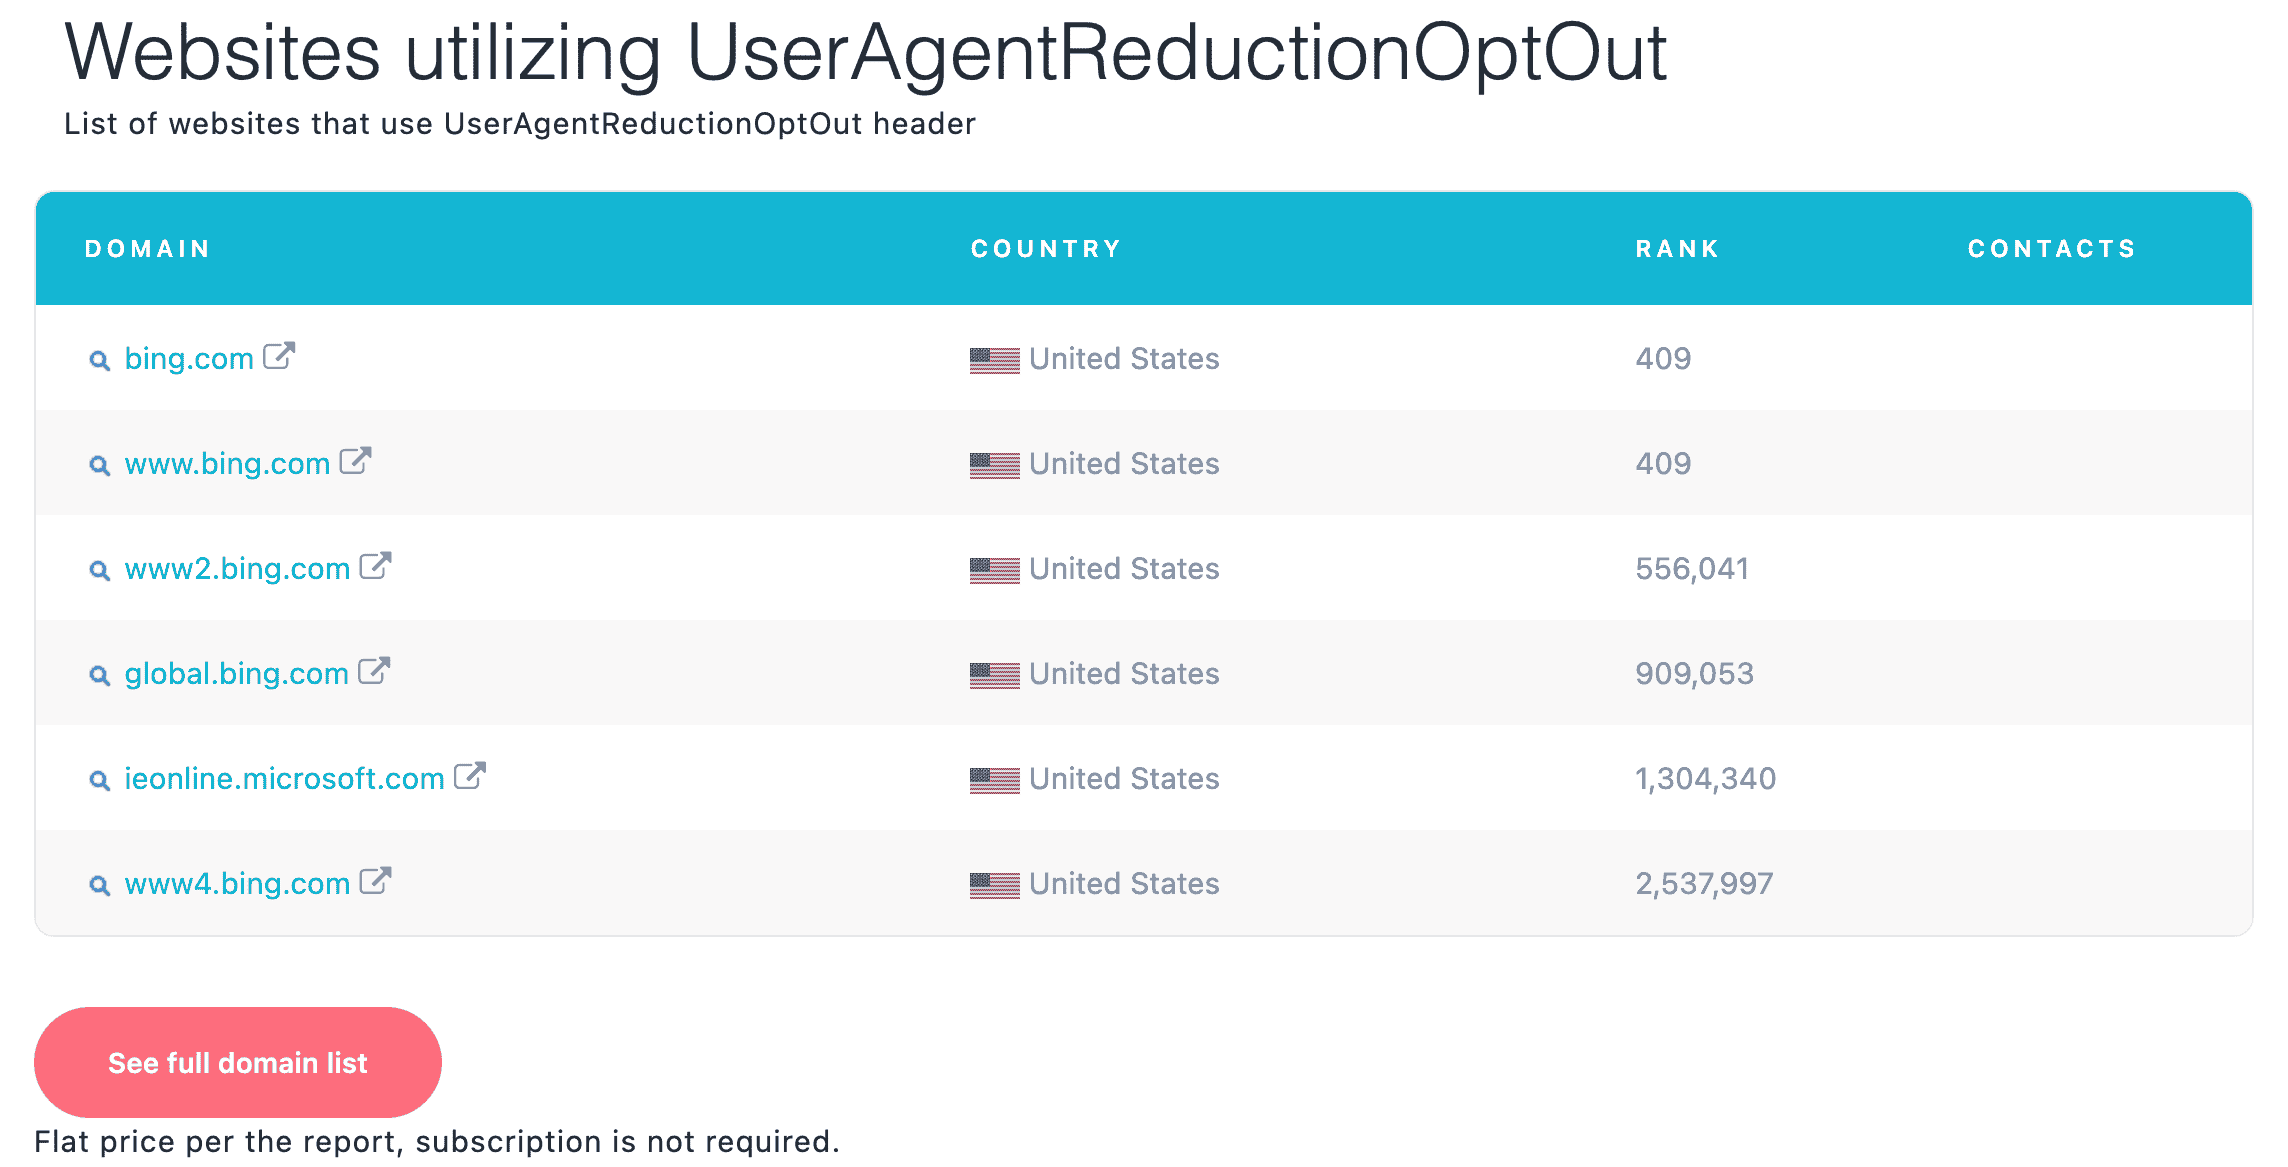 Websites utilizing UserAgentReductionOptOut
List of websites that use UserAgentReductionOptOut header
DOMAIN COUNTRY RANK CONTACTS
bing.com United States 409
www.bing.com United States 409
www2.bing.com United States 556,041
global.bing.com United States 909,053
ieonline.microsoft.com United States 1,304,340
www4.bing.com United States 2,537,997
See full domain list
Flat price per the report, subscription is not required.